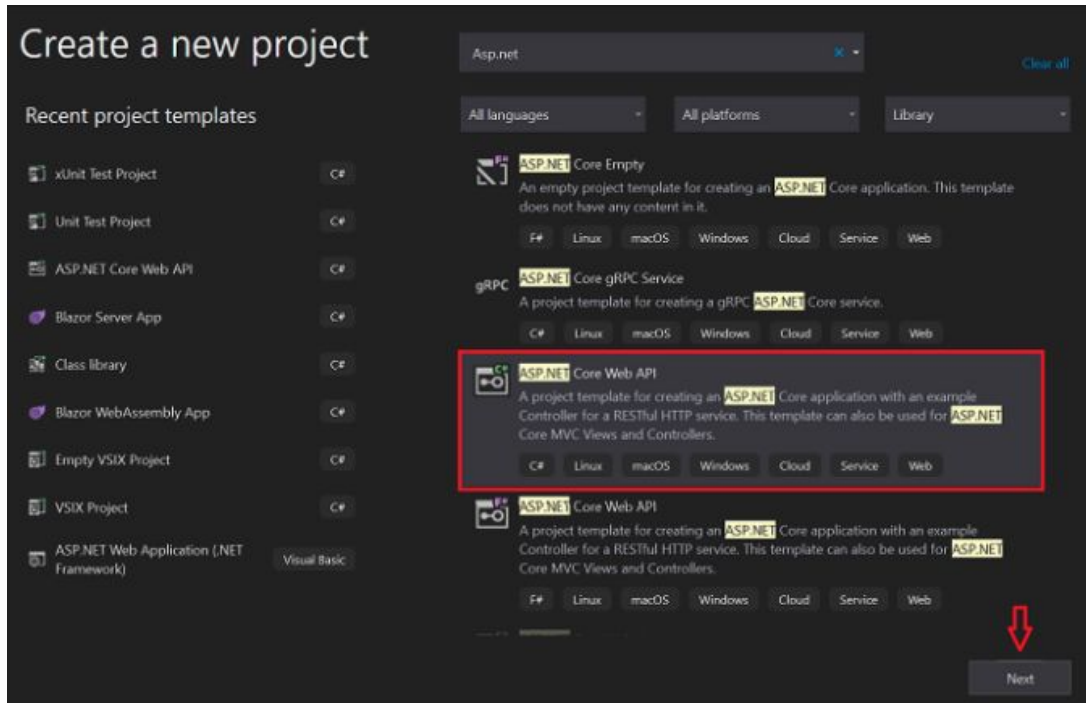 Create a new project
Asp.net
Clear all
Recent project templates
All languages
All platforms
Library
xUnit Test Project
C#
Unit Test Project
C#
ASP.NET Core Web API
C#
Blazor Server App
C#
Class library
C#
Blazor WebAssembly App
C#
Empty VSIX Project
C#
VSIX Project
C#
ASP.NET Web Application (.NET
Framework)
Visual Basic
ASP.NET Core Empty
An empty project template for creating an ASP.NET Core application. This template
does not have any content in it.
F# Linux macOS Windows Cloud Service Web
gRPC
ASP.NET Core gRPC Service
A project template for creating a gRPC ASP.NET Core service.
C# Linux macOS Windows Cloud Service Web
C#
ASP.NET Core Web API
A project template for creating an ASP.NET Core application with an example
Controller for a RESTful HTTP service. This template can also be used for ASP.NET
Core MVC Views and Controllers.
C# Linux macOS Windows Cloud Service Web
ASP.NET Core Web API
A project template for creating an ASP.NET Core application with an example
Controller for a RESTful HTTP service. This template can also be used for ASP.NET
Core MVC Views and Controllers.
F# Linux macOS Windows Cloud Service Web
Next